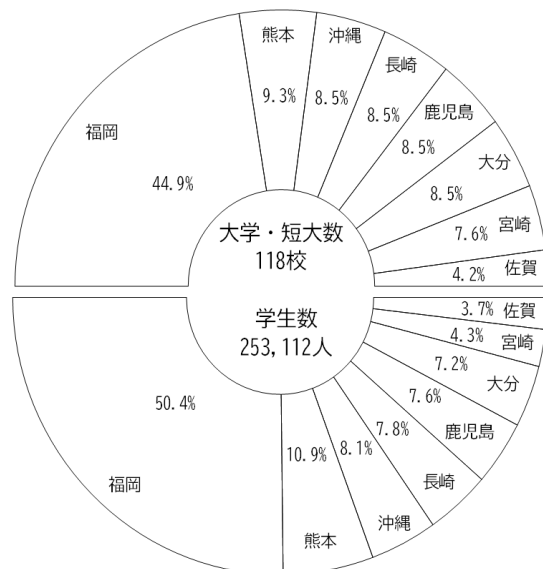 福岡
44.9%
熊本
9.3%
沖縄
8.5%
長崎
8.5%
鹿児島
8.5%
大分
8.5%
宮崎
7.6%
佐賀
4.2%
大学・短大数
118校
学生数
253,112人
佐賀
3.7%
宮崎
4.3%
大分
7.2%
鹿児島
7.6%
長崎
7.8%
沖縄
8.1%
熊本
10.9%
福岡
50.4%